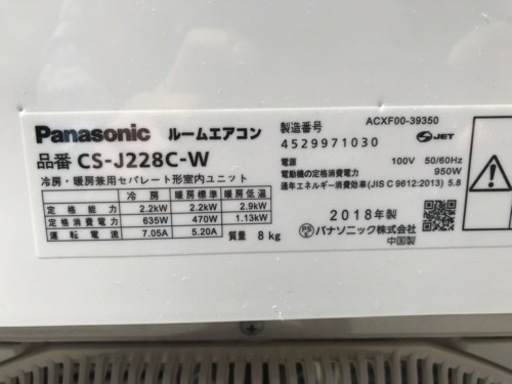 Panasonic ルームエアコン
品番 CS-J228C-W
冷房・暖房兼用セパレート形室内ユニット
冷房 暖房標準 暖房低温
定格能力 2.2kW 2.2kW 2.9kW
定格消費電力 635W 470W 1.13kW
運転電流 7.05A 5.20A
質量 8kg
ACXF00-39350
製造番号
4529971030
JET
電源 100V 50/60Hz
電動機の定格消費電力 950W
通年エネルギー消費効率(JIS C 9612:2013) 5.8
2018年製
PSE
パナソニック株式会社
中国製